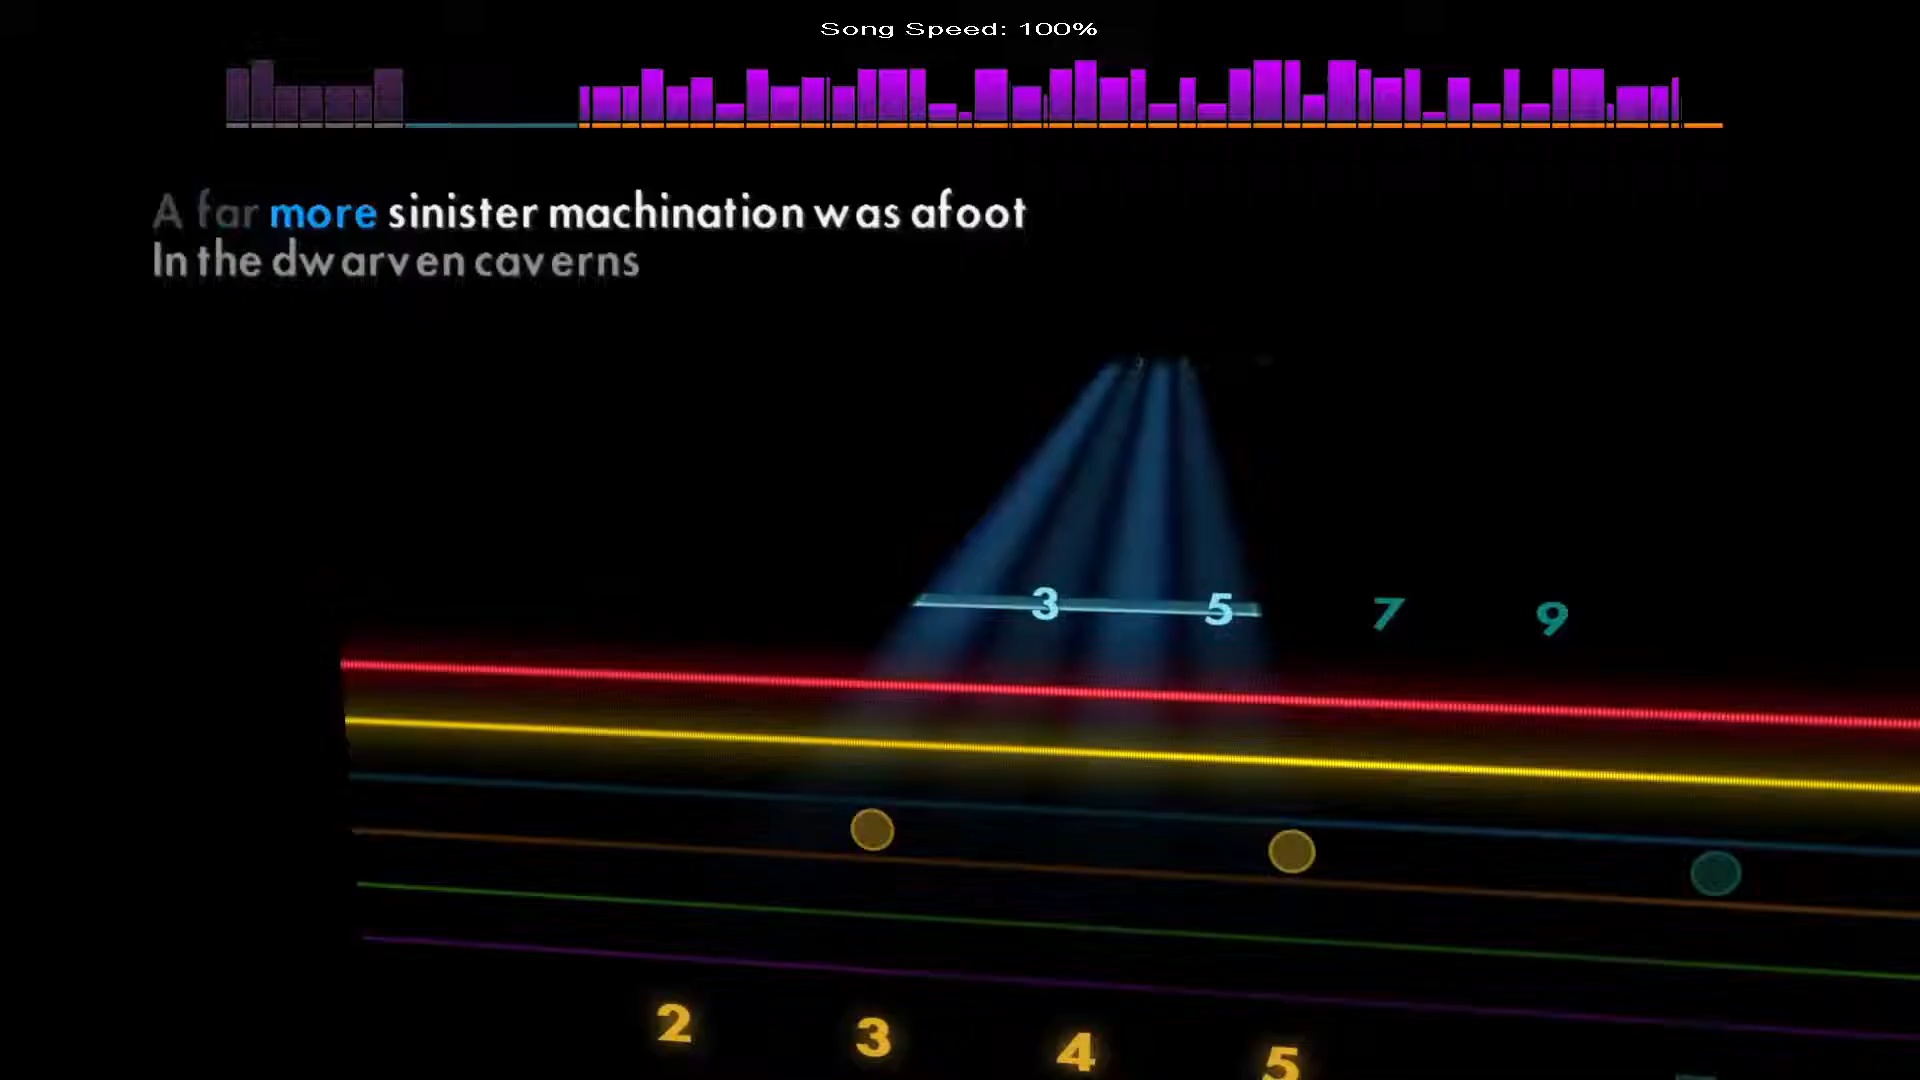 Song Speed: 100%
A far more sinister machination was afoot
In the dwarven caverns
3 5 7 9
2 3 4 5